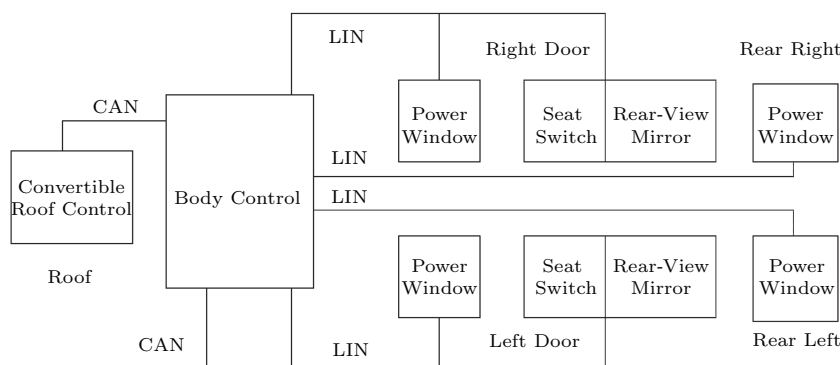 LIN
Right Door
Rear Right
CAN
Power
Window
Seat
Switch
Rear-View
Mirror
Power
Window
LIN
Convertible
Roof Control
Body Control
LIN
Roof
Power
Window
Seat
Switch
Rear-View
Mirror
Power
Window
CAN
LIN
Left Door
Rear Left